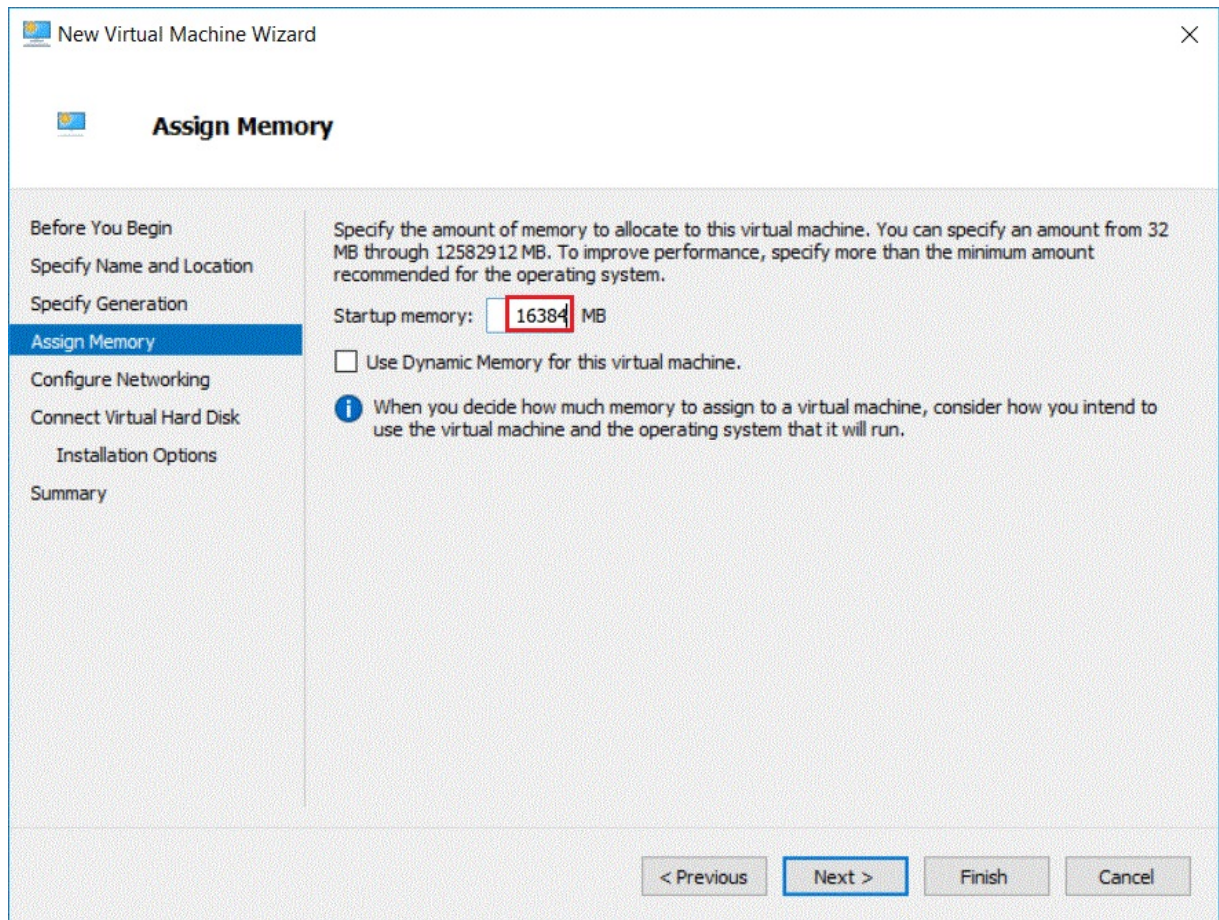 New Virtual Machine Wizard
Assign Memory
Before You Begin
Specify Name and Location
Specify Generation
Assign Memory
Configure Networking
Connect Virtual Hard Disk
Installation Options
Summary
Specify the amount of memory to allocate to this virtual machine. You can specify an amount from 32
MB through 12582912 MB. To improve performance, specify more than the minimum amount
recommended for the operating system.
Startup memory: 16384 MB
Use Dynamic Memory for this virtual machine.
When you decide how much memory to assign to a virtual machine, consider how you intend to
use the virtual machine and the operating system that it will run.
< Previous Next > Finish Cancel